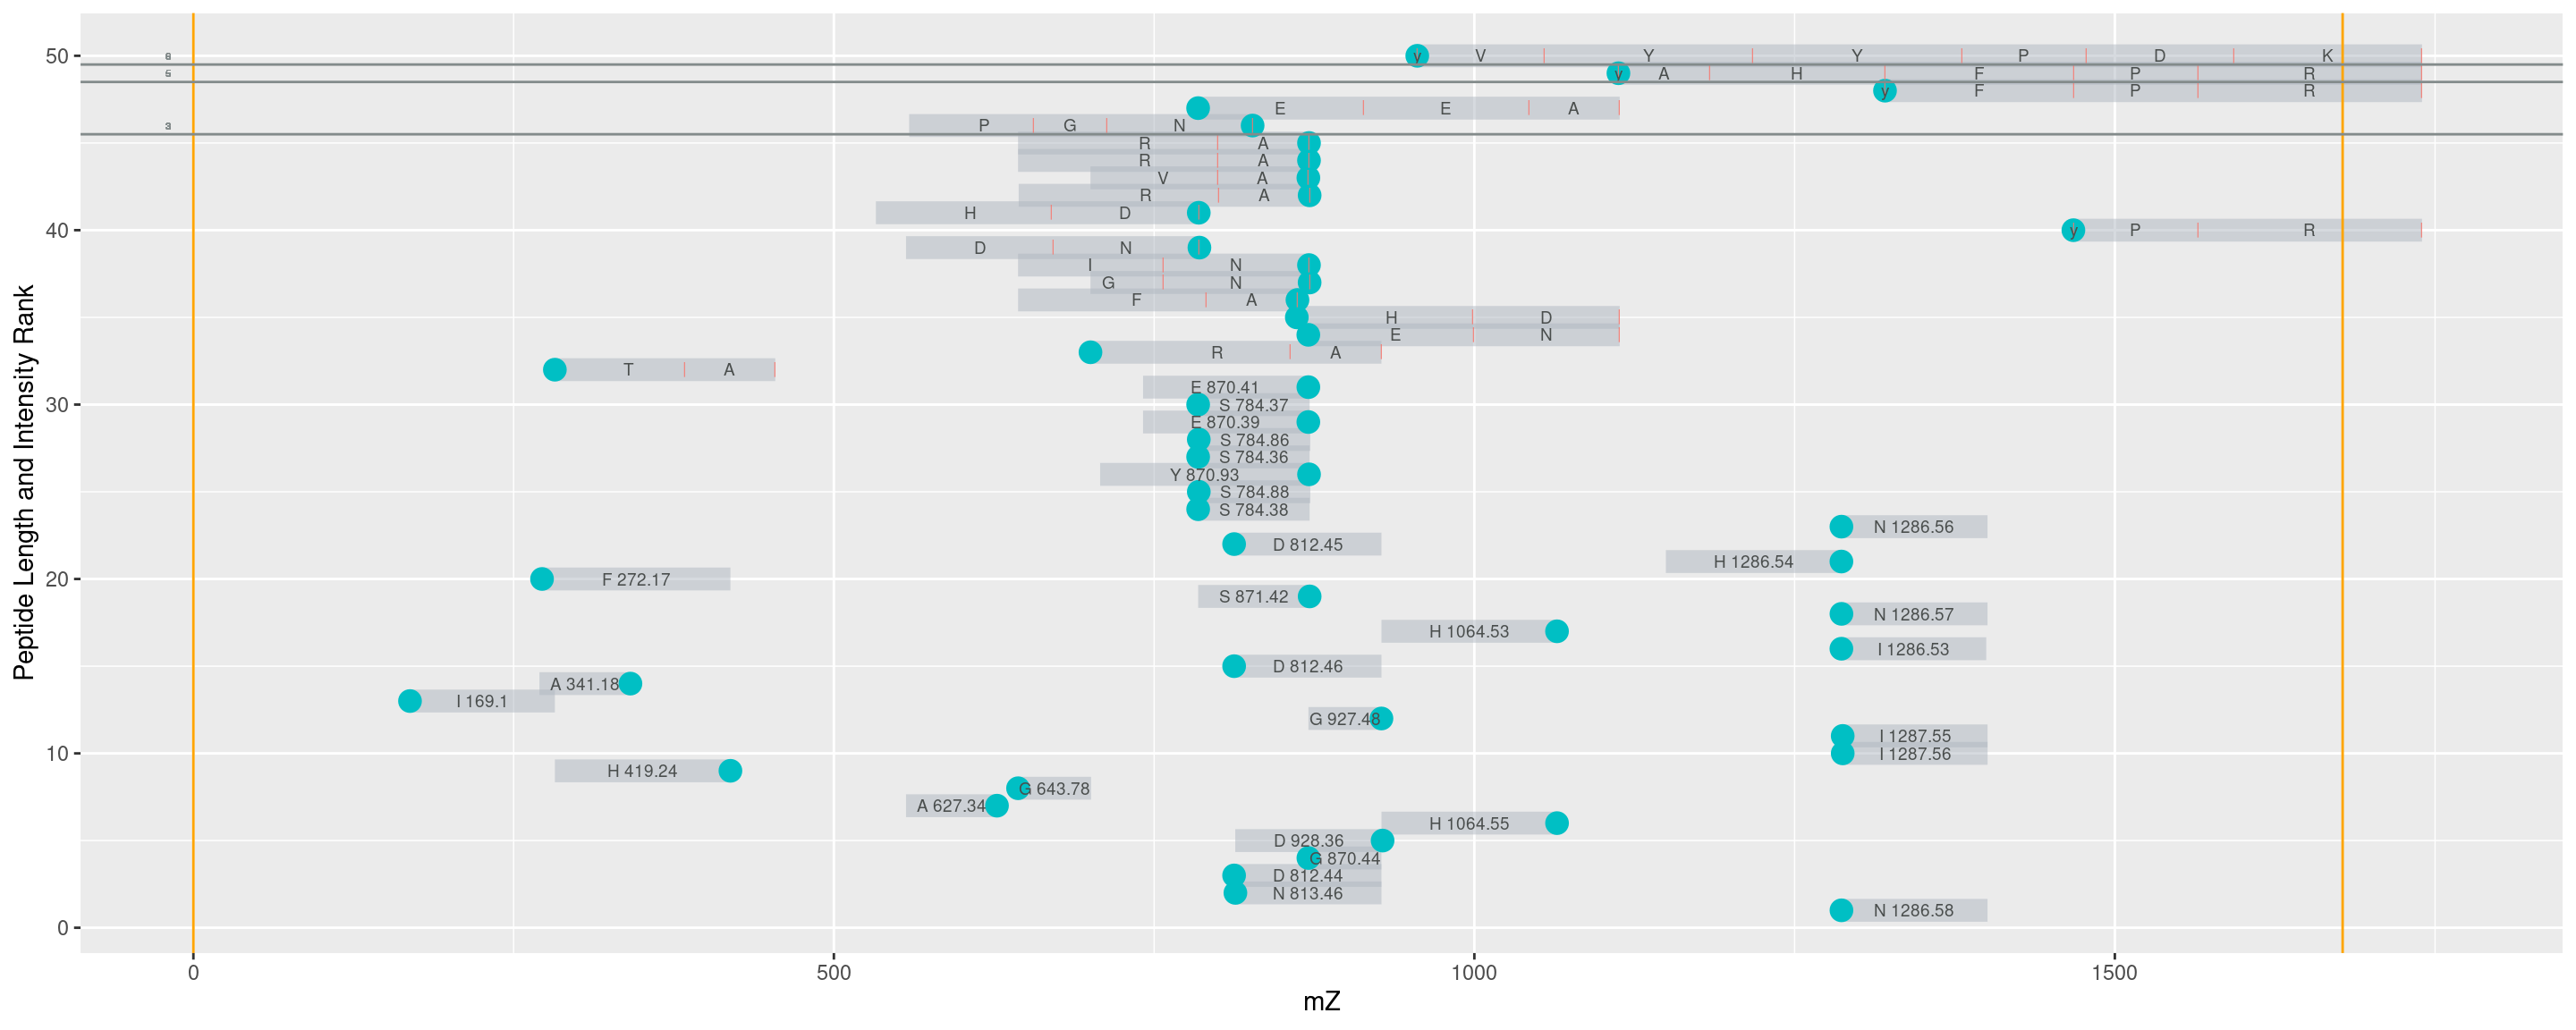 50
6
y V Y Y P D K
5
y A H F P R
y F P R
E E A
3
P G N
R A
R A
V A
R A
H D
40
y P R
D N
I N
G N
F A
H D
E N
R A
T A
E 870.41
30
S 784.37
E 870.39
S 784.86
S 784.36
Y 870.93
S 784.88
S 784.38
N 1286.56
D 812.45
H 1286.54
20
F 272.17
S 871.42
N 1286.57
H 1064.53
I 1286.53
D 812.46
A 341.18
I 169.1
G 927.48
I 1287.55
10
I 1287.56
H 419.24
G 643.78
A 627.34
H 1064.55
D 928.36
G 870.44
D 812.44
N 813.46
N 1286.58
0
0 500 1000 1500
mZ
Peptide Length and Intensity Rank